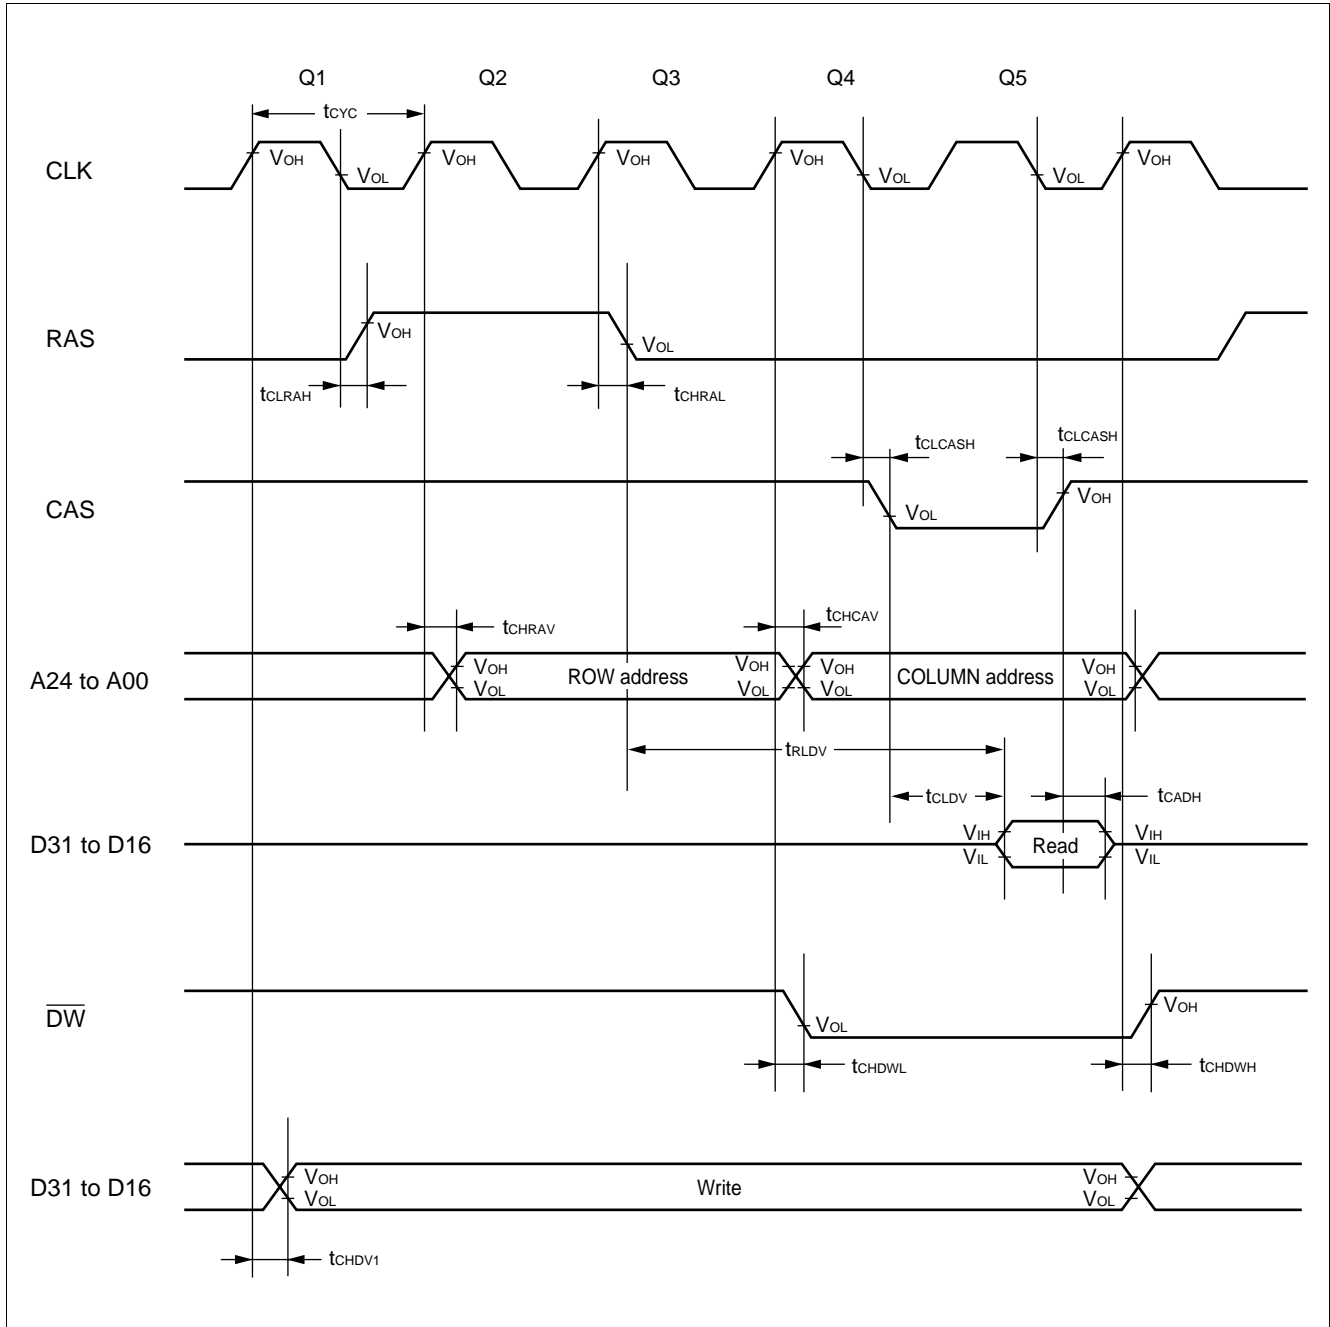 Q1 Q2 Q3 Q4 Q5
tCYC
CLK VOH VOL VOH VOH VOH VOL VOL VOH
RAS VOH VOL
tCLRAH tCHRAL
tCLCASH tCLCASH
CAS VOL VOH
tCHRAV tCHCAV
A24 to A00 VOH VOL ROW address VOH VOL VOH VOL COLUMN address VOH VOL
tRLDV
tCLDV tCADH
D31 to D16 VIH VIL Read VIH VIL
DW VOL VOH
tCHDWL tCHDWH
D31 to D16 VOH VOL Write VOH VOL
tCHDV1